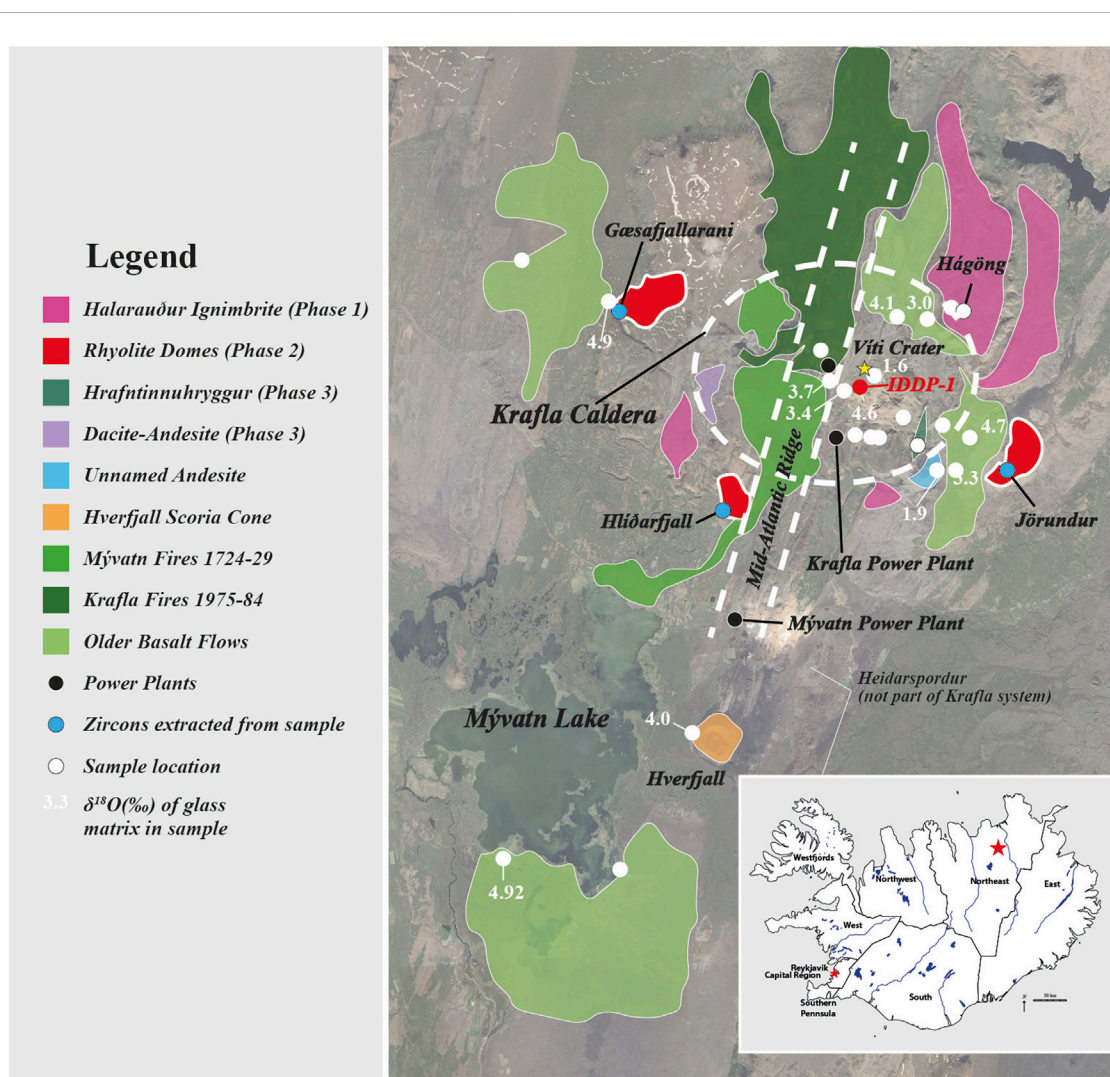 Legend
Halarauður Ignimbrite (Phase 1)
Rhyolite Domes (Phase 2)
Hrafntinnuhryggur (Phase 3)
Dacite-Andesite (Phase 3)
Unnamed Andesite
Hverfjall Scoria Cone
Mývatn Fires 1724-29
Krafla Fires 1975-84
Older Basalt Flows
Power Plants
Zircons extracted from sample
Sample location
3.3 δ¹⁸O(‰) of glass
matrix in sample
Gæsafjallarani
Hágöng
4.1 3.0
4.9
Víti Crater
1.6
IDDP-1
3.7
3.4
4.6
Krafla Caldera
4.7
3.3
1.9
Jörundur
Hlíðarfjall
Mid-Atlantic Ridge
Krafla Power Plant
Mývatn Power Plant
Heidarspordur
(not part of Krafla system)
Mývatn Lake
4.0
Hverfjall
4.92
Westfjords
Northwest
Northeast
East
West
Reykjavik
Capital Region
Southern
Pennsula
South
N
50 km